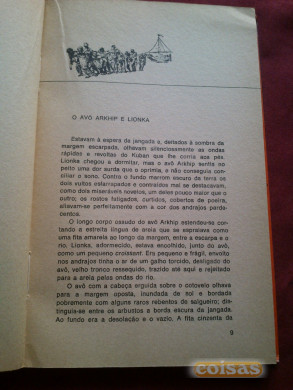 O AVÔ ARKHIP E LIONKA
Estavam à espera da jangada e, deitados à sombra da
margem escarpada, olhavam silenciosamente as ondas
rápidas e revoltas do Kuban que lhe corria aos pés.
Lionka chegou a dormitar, mas o avô Arkhip sentia no
peito uma dor surda que o oprimia, e não conseguia con-
ciliar o sono. Contra o fundo marrom escuro da terra os
dois vultos esfarrapados e contraídos mal se destacavam,
como dois miseráveis novelos, um deles pouco maior que o
outro; os rostos fatigados, curtidos, cobertos de poeira,
aliavam-se perfeitamente com a cor dos andrajos parda-
centos.
O longo corpo ossudo do avô Arkhip estendeu-se cor-
tando a estreita língua de areia que se espraiava como
uma fita amarela ao longo da margem, entre a escarpa e o
rio. Lionka, adormecido, estava encolhido, junto do avô,
como um pequeno croissant. Era pequeno e frágil, envolto
nos andrajos tinha o ar de um galho torcido, desligado do
avô, velho tronco ressequido, trazido até aqui e rejeitado
para a areia pelas ondas do rio.
O avô com a cabeça erguida sobre o cotovelo olhava
para a margem oposta, inundada de sol e bordada
pobremente com alguns raros rebentos de salgueiro; dis-
tinguia-se entre os arbustos a borda escura da jangada.
Ao fundo era a desolação e o vazio. A fita cinzenta da
9
coisas